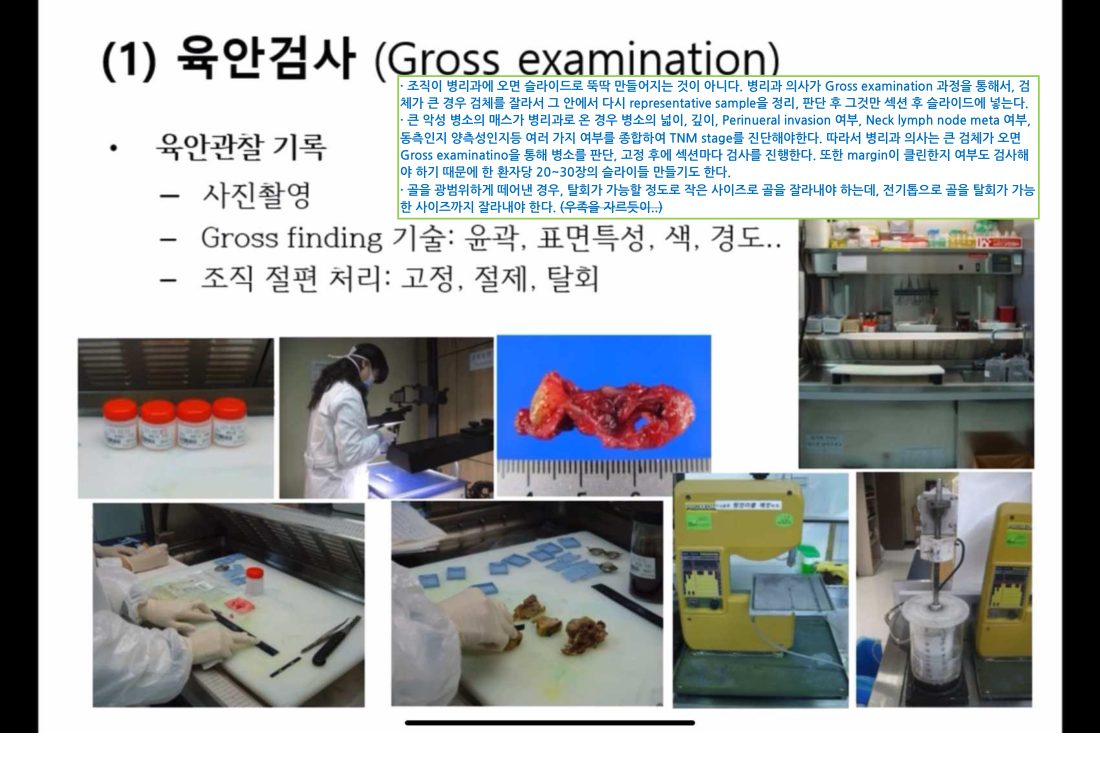 (1) 육안검사 (Gross examination)
· 조직이 병리과에 오면 슬라이드로 뚝딱 만들어지는 것이 아니다. 병리과 의사가 Gross examination 과정을 통해서, 검
체가 큰 경우 검체를 잘라서 그 안에서 다시 representative sample을 정리, 판단 후 그것만 섹션 후 슬라이드에 넣는다.
· 큰 악성 병소의 매스가 병리과로 온 경우 병소의 넓이, 깊이, Perinueral invasion 여부, Neck lymph node meta 여부,
동측인지 양측성인지등 여러 가지 여부를 종합하여 TNM stage를 진단해야한다. 따라서 병리과 의사는 큰 검체가 오면
Gross examinatino을 통해 병소를 판단, 고정 후에 섹션마다 검사를 진행한다. 또한 margin이 클린한지 여부도 검사해
야 하기 때문에 한 환자당 20~30장의 슬라이들 만들기도 한다.
· 골을 광범위하게 떼어낸 경우, 탈회가 가능할 정도로 작은 사이즈로 골을 잘라내야 하는데, 전기톱으로 골을 탈회가 가능
한 사이즈까지 잘라내야 한다. (우족을 자르듯이..)
• 육안관찰 기록
– 사진촬영
– Gross finding 기술: 윤곽, 표면특성, 색, 경도..
– 조직 절편 처리: 고정, 절제, 탈회